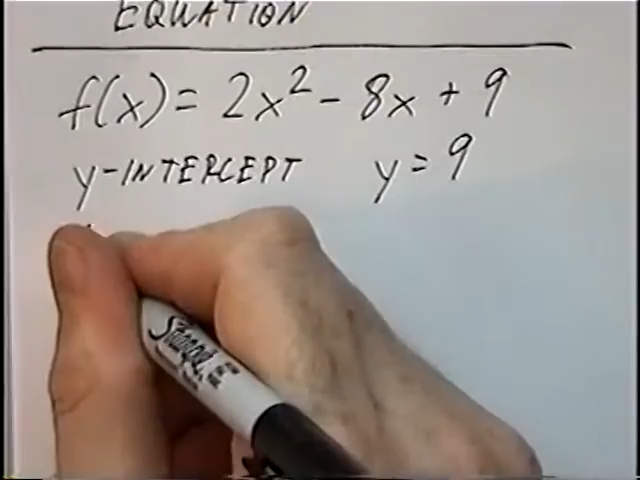 EQUATION
f(x) = 2x² - 8x + 9
y-INTERCEPT y = 9
Sharpie